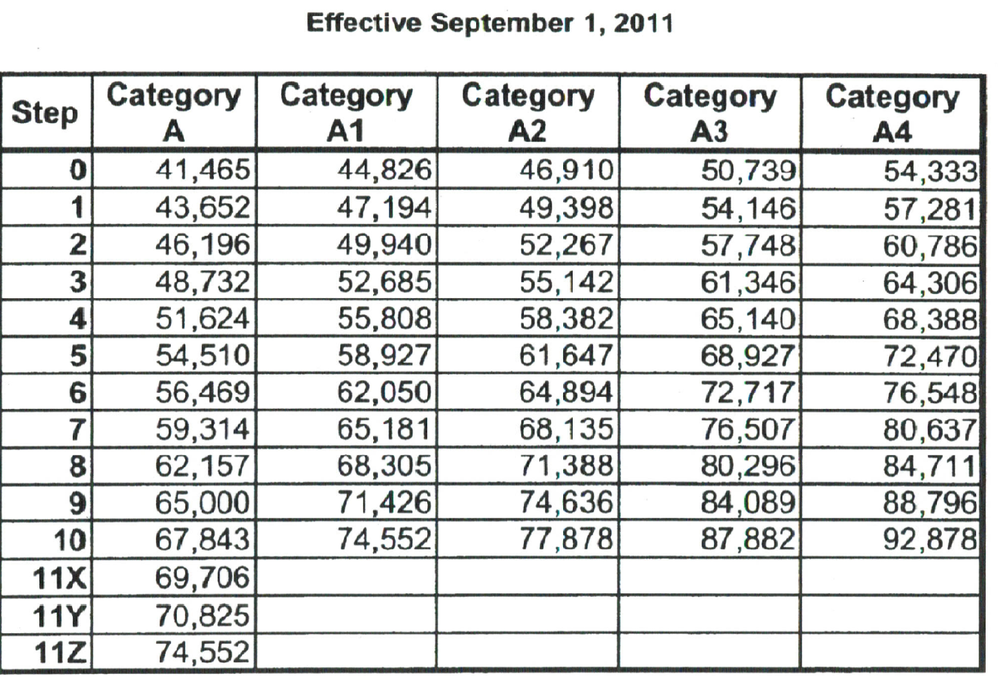 Effective September 1, 2011
Step Category A Category A1 Category A2 Category A3 Category A4
0 41,465 44,826 46,910 50,739 54,333
1 43,652 47,194 49,398 54,146 57,281
2 46,196 49,940 52,267 57,748 60,786
3 48,732 52,685 55,142 61,346 64,306
4 51,624 55,808 58,382 65,140 68,388
5 54,510 58,927 61,647 68,927 72,470
6 56,469 62,050 64,894 72,717 76,548
7 59,314 65,181 68,135 76,507 80,637
8 62,157 68,305 71,388 80,296 84,711
9 65,000 71,426 74,636 84,089 88,796
10 67,843 74,552 77,878 87,882 92,878
11X 69,706
11Y 70,825
11Z 74,552